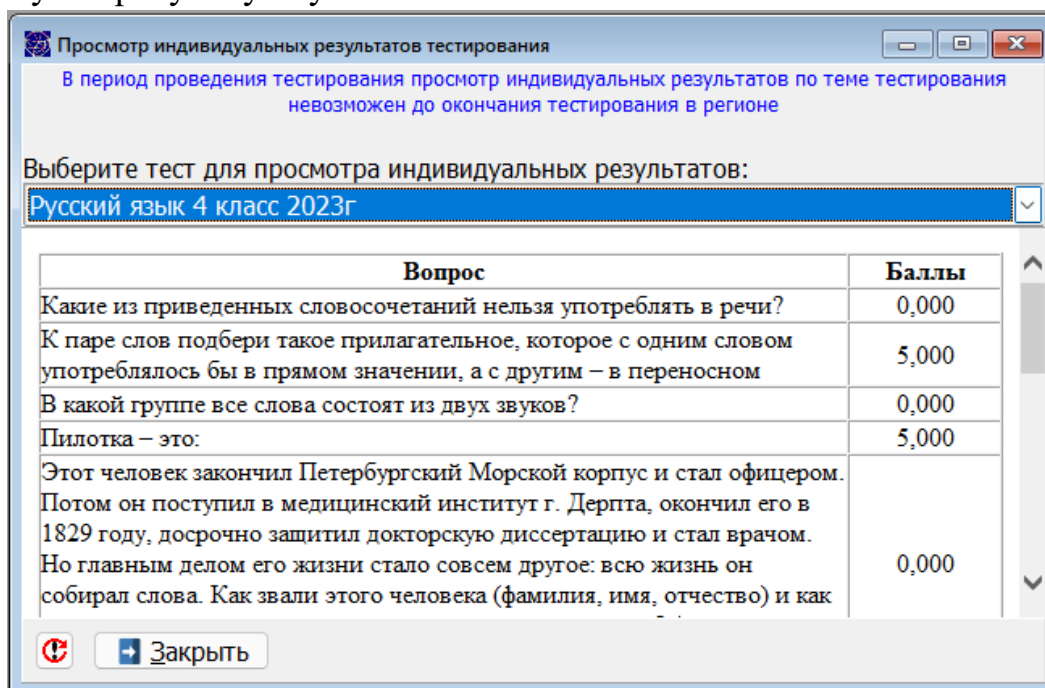 Просмотр индивидуальных результатов тестирования
В период проведения тестирования просмотр индивидуальных результатов по теме тестирования
невозможен до окончания тестирования в регионе
Выберите тест для просмотра индивидуальных результатов:
Русский язык 4 класс 2023г
Вопрос Баллы
Какие из приведенных словосочетаний нельзя употреблять в речи? 0,000
К паре слов подбери такое прилагательное, которое с одним словом
употреблялось бы в прямом значении, а с другим – в переносном 5,000
В какой группе все слова состоят из двух звуков? 0,000
Пилотка – это: 5,000
Этот человек закончил Петербургский Морской корпус и стал офицером.
Потом он поступил в медицинский институт г. Дерпта, окончил его в
1829 году, досрочно защитил докторскую диссертацию и стал врачом.
Но главным делом его жизни стало совсем другое: всю жизнь он 0,000
собирал слова. Как звали этого человека (фамилия, имя, отчество) и как
Закрыть